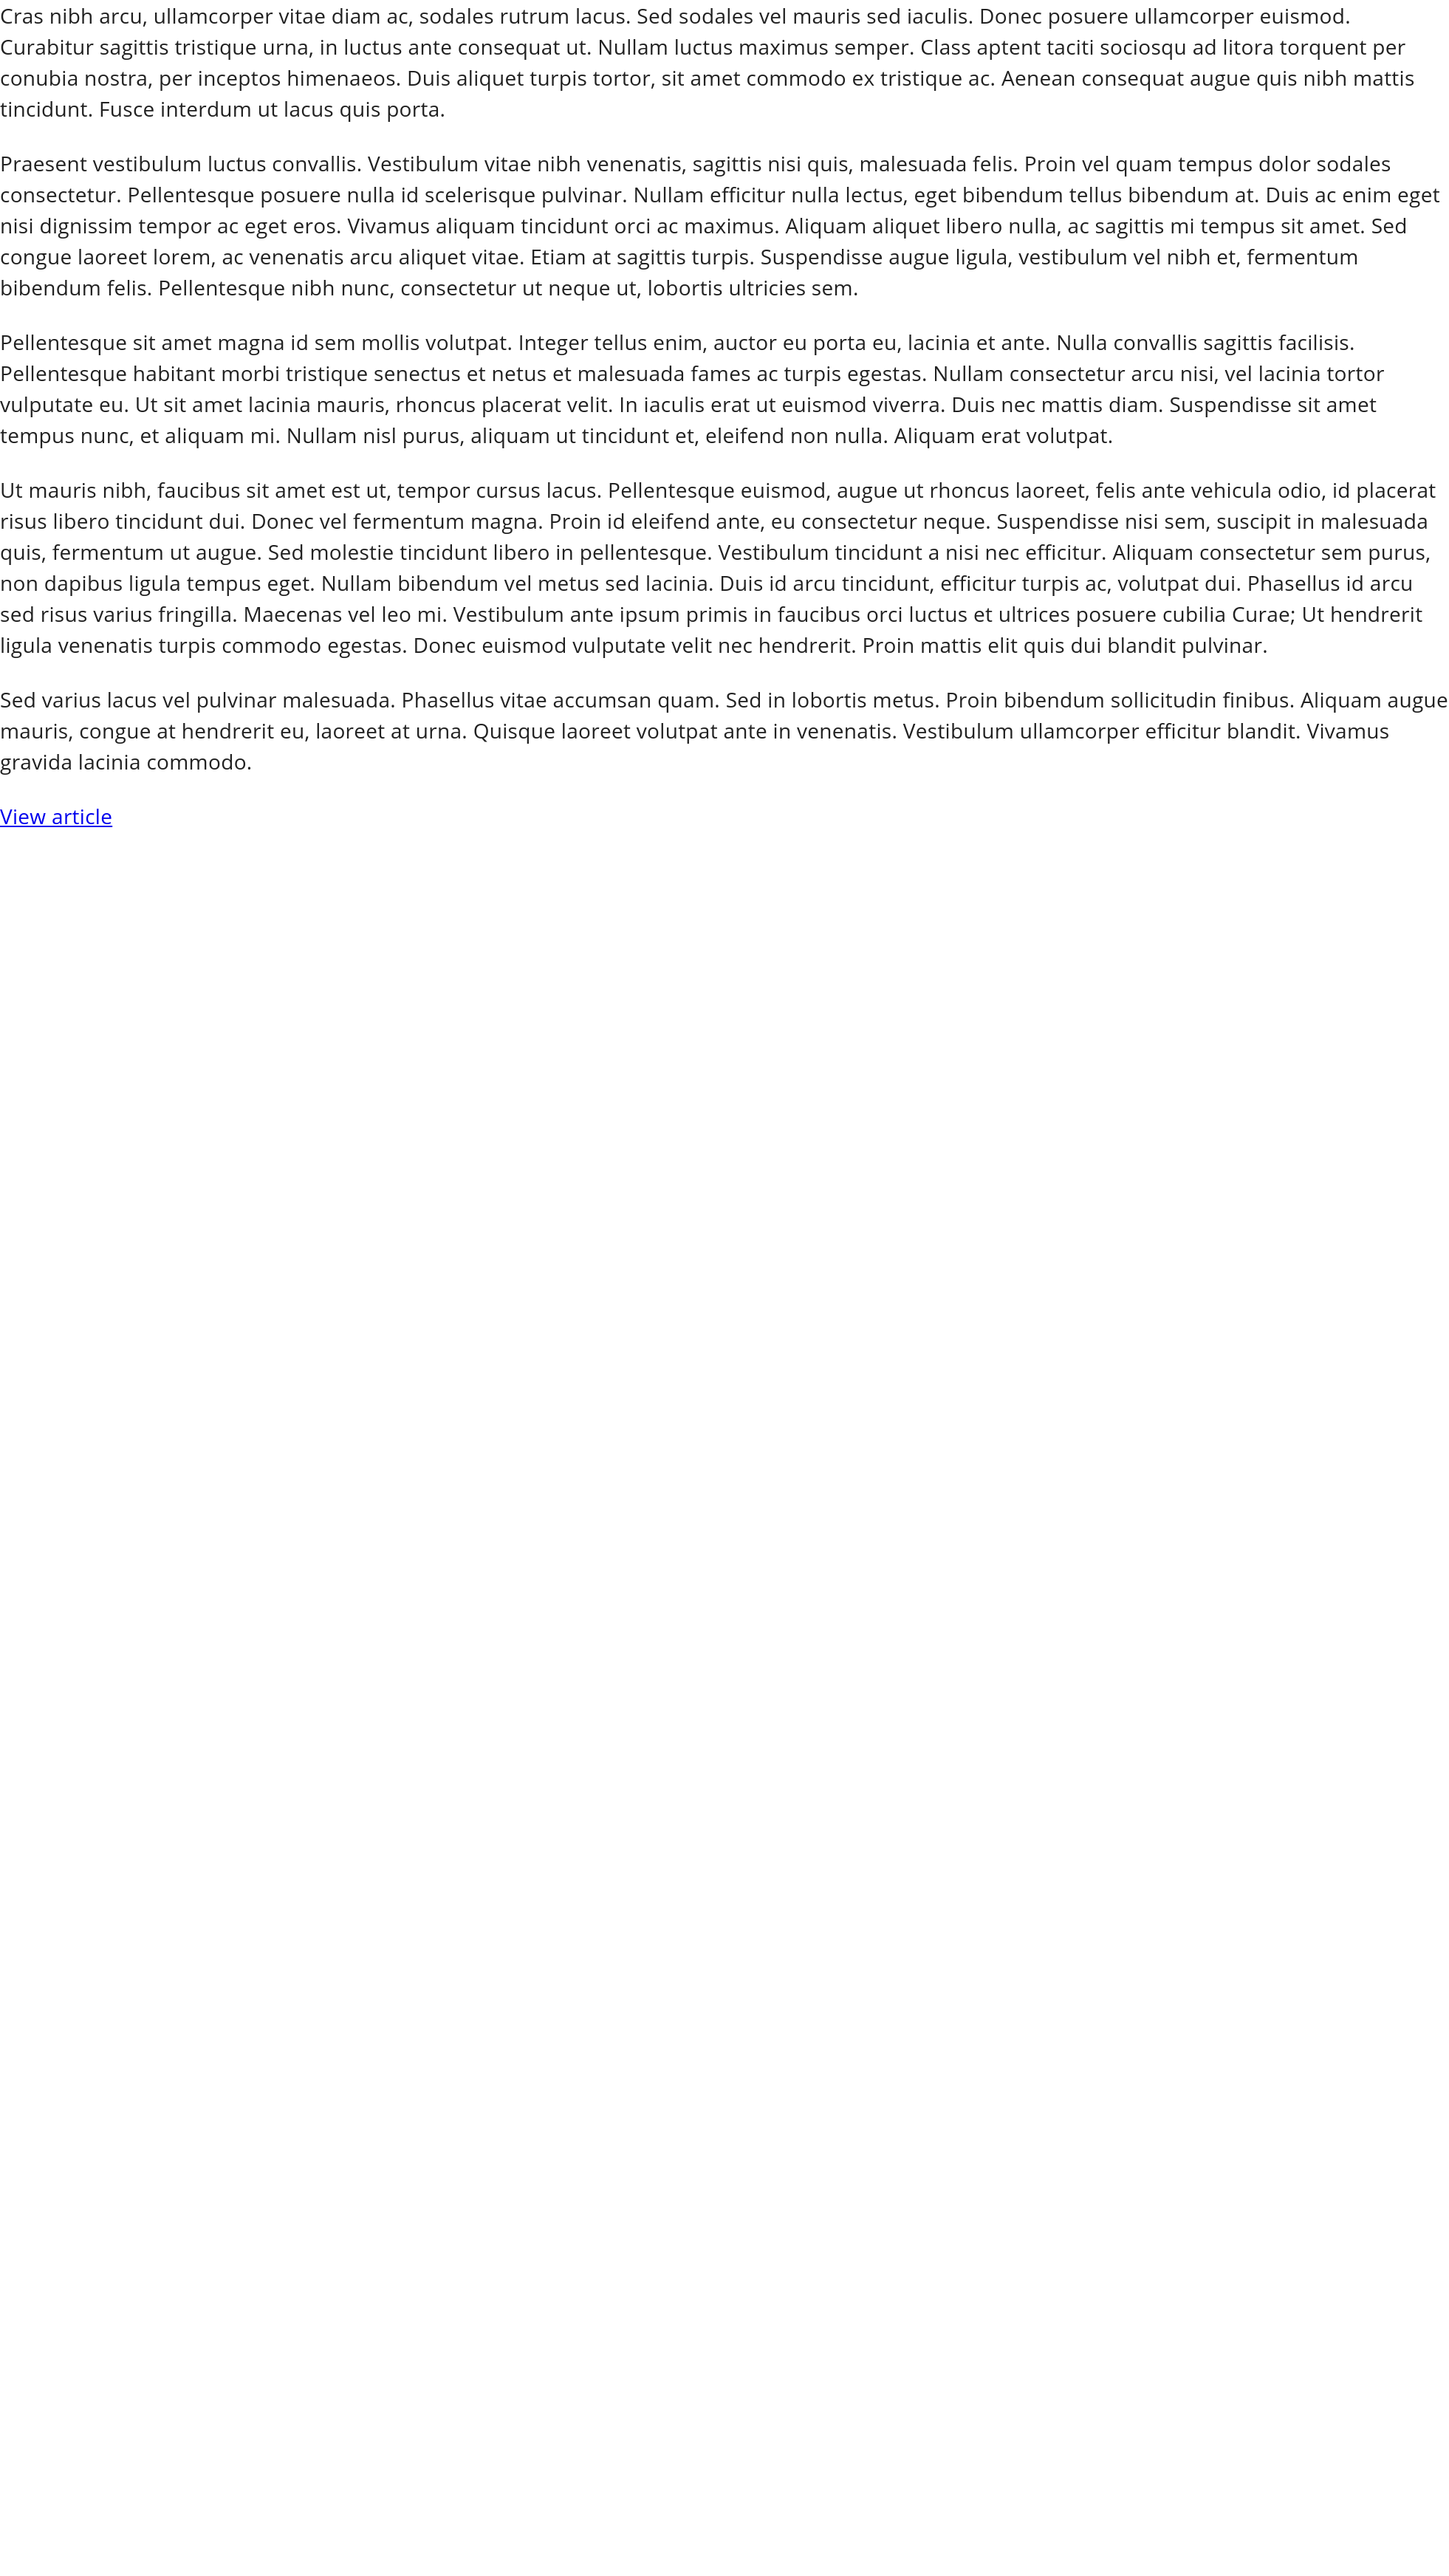 Cras nibh arcu, ullamcorper vitae diam ac, sodales rutrum lacus. Sed sodales vel mauris sed iaculis. Donec posuere ullamcorper euismod.
Curabitur sagittis tristique urna, in luctus ante consequat ut. Nullam luctus maximus semper. Class aptent taciti sociosqu ad litora torquent per
conubia nostra, per inceptos himenaeos. Duis aliquet turpis tortor, sit amet commodo ex tristique ac. Aenean consequat augue quis nibh mattis
tincidunt. Fusce interdum ut lacus quis porta.
Praesent vestibulum luctus convallis. Vestibulum vitae nibh venenatis, sagittis nisi quis, malesuada felis. Proin vel quam tempus dolor sodales
consectetur. Pellentesque posuere nulla id scelerisque pulvinar. Nullam efficitur nulla lectus, eget bibendum tellus bibendum at. Duis ac enim eget
nisi dignissim tempor ac eget eros. Vivamus aliquam tincidunt orci ac maximus. Aliquam aliquet libero nulla, ac sagittis mi tempus sit amet. Sed
congue laoreet lorem, ac venenatis arcu aliquet vitae. Etiam at sagittis turpis. Suspendisse augue ligula, vestibulum vel nibh et, fermentum
bibendum felis. Pellentesque nibh nunc, consectetur ut neque ut, lobortis ultricies sem.
Pellentesque sit amet magna id sem mollis volutpat. Integer tellus enim, auctor eu porta eu, lacinia et ante. Nulla convallis sagittis facilisis.
Pellentesque habitant morbi tristique senectus et netus et malesuada fames ac turpis egestas. Nullam consectetur arcu nisi, vel lacinia tortor
vulputate eu. Ut sit amet lacinia mauris, rhoncus placerat velit. In iaculis erat ut euismod viverra. Duis nec mattis diam. Suspendisse sit amet
tempus nunc, et aliquam mi. Nullam nisl purus, aliquam ut tincidunt et, eleifend non nulla. Aliquam erat volutpat.
Ut mauris nibh, faucibus sit amet est ut, tempor cursus lacus. Pellentesque euismod, augue ut rhoncus laoreet, felis ante vehicula odio, id placerat
risus libero tincidunt dui. Donec vel fermentum magna. Proin id eleifend ante, eu consectetur neque. Suspendisse nisi sem, suscipit in malesuada
quis, fermentum ut augue. Sed molestie tincidunt libero in pellentesque. Vestibulum tincidunt a nisi nec efficitur. Aliquam consectetur sem purus,
non dapibus ligula tempus eget. Nullam bibendum vel metus sed lacinia. Duis id arcu tincidunt, efficitur turpis ac, volutpat dui. Phasellus id arcu
sed risus varius fringilla. Maecenas vel leo mi. Vestibulum ante ipsum primis in faucibus orci luctus et ultrices posuere cubilia Curae; Ut hendrerit
ligula venenatis turpis commodo egestas. Donec euismod vulputate velit nec hendrerit. Proin mattis elit quis dui blandit pulvinar.
Sed varius lacus vel pulvinar malesuada. Phasellus vitae accumsan quam. Sed in lobortis metus. Proin bibendum sollicitudin finibus. Aliquam augue
mauris, congue at hendrerit eu, laoreet at urna. Quisque laoreet volutpat ante in venenatis. Vestibulum ullamcorper efficitur blandit. Vivamus
gravida lacinia commodo.
View article